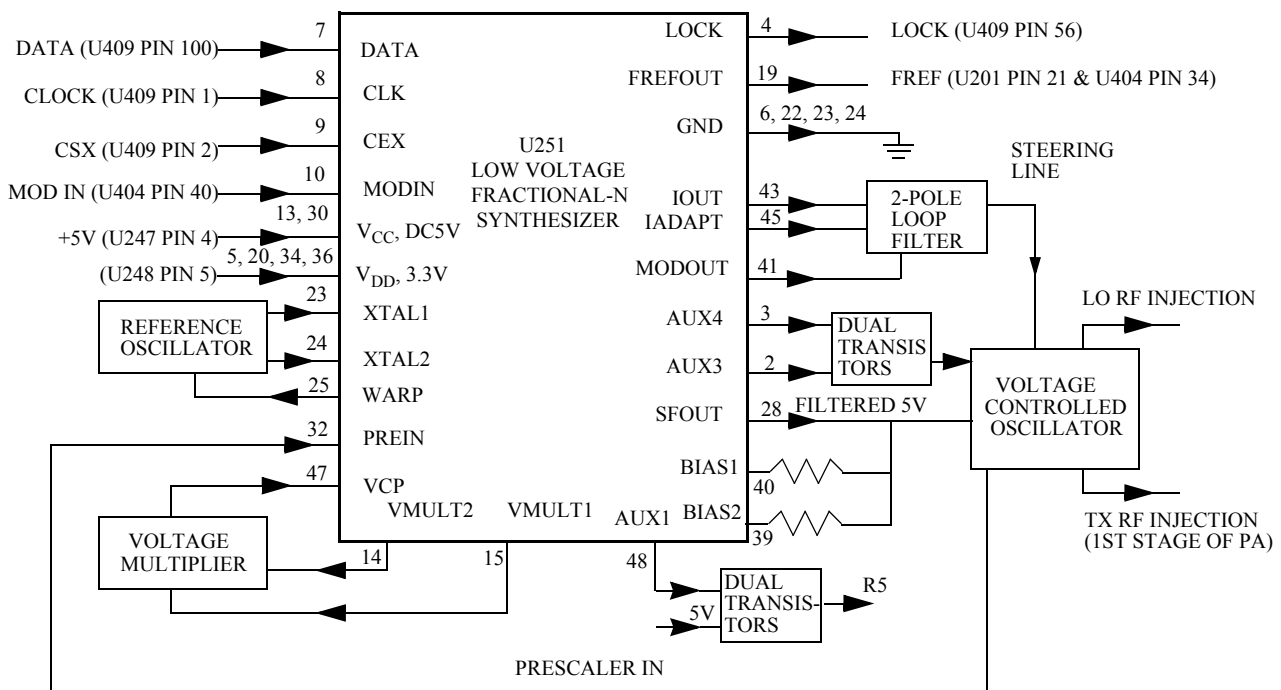 DATA (U409 PIN 100)
7
DATA
CLOCK (U409 PIN 1)
8
CLK
CSX (U409 PIN 2)
9
CEX
MOD IN (U404 PIN 40)
10
MODIN
+5V (U247 PIN 4)
13, 30
VCC, DC5V
(U248 PIN 5)
5, 20, 34, 36
VDD, 3.3V
REFERENCE
OSCILLATOR
23
XTAL1
24
XTAL2
25
WARP
32
PREIN
47
VCP
VOLTAGE
MULTIPLIER
VMULT2
14
VMULT1
15
AUX1
48
U251
LOW VOLTAGE
FRACTIONAL-N
SYNTHESIZER
LOCK
4
LOCK (U409 PIN 56)
FREFOUT
19
FREF (U201 PIN 21 & U404 PIN 34)
GND
6, 22, 23, 24
IOUT
43
IADAPT
45
2-POLE
LOOP
FILTER
STEERING
LINE
MODOUT
41
AUX4
3
AUX3
2
DUAL
TRANSIS
TORS
SFOUT
28
FILTERED 5V
BIAS1
40
BIAS2
39
LO RF INJECTION
VOLTAGE
CONTROLLED
OSCILLATOR
TX RF INJECTION
(1ST STAGE OF PA)
5V
DUAL
TRANSIS-
TORS
R5
PRESCALER IN